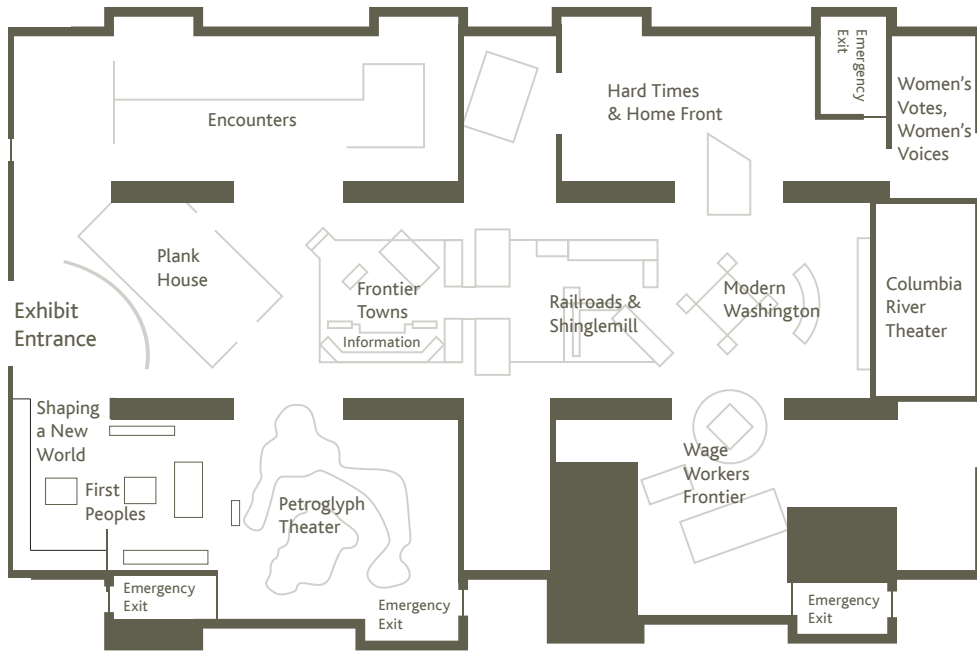 Encounters
Hard Times
& Home Front
Emergency
Exit
Women’s
Votes,
Women’s
Voices
Plank
House
Frontier
Towns
Information
Railroads &
Shinglemill
Modern
Washington
Columbia
River
Theater
Exhibit
Entrance
Shaping
a New
World
First
Peoples
Petroglyph
Theater
Wage
Workers
Frontier
Emergency
Exit
Emergency
Exit
Emergency
Exit